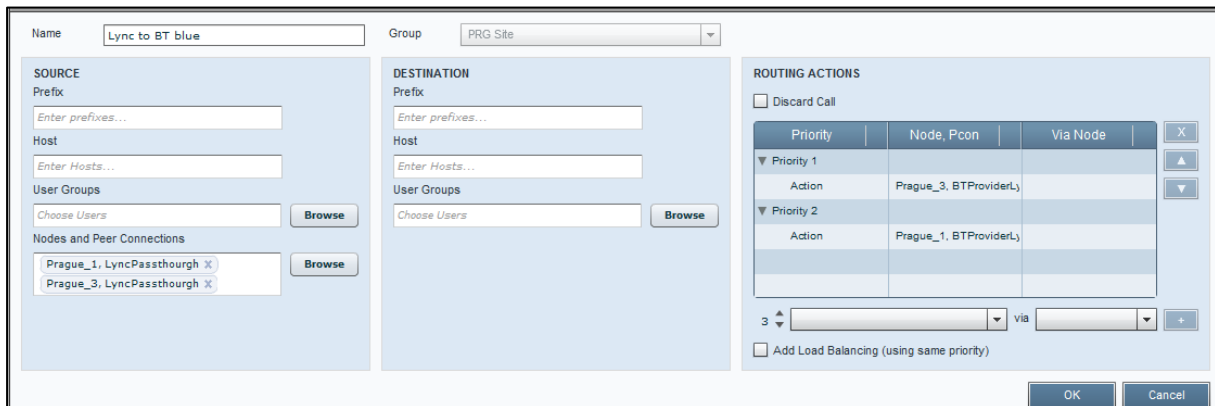 Name Lync to BT blue Group PRG Site
SOURCE
Prefix
Enter prefixes...
Host
Enter Hosts...
User Groups
Choose Users Browse
Nodes and Peer Connections
Prague_1, LyncPassthourgh X Browse
Prague_3, LyncPassthourgh X
DESTINATION
Prefix
Enter prefixes...
Host
Enter Hosts...
User Groups
Choose Users Browse
ROUTING ACTIONS
Discard Call
Priority Node, Pcon Via Node X
Priority 1
Action Prague_3, BTProviderLy
Priority 2
Action Prague_1, BTProviderLy
3 via +
Add Load Balancing (using same priority)
OK Cancel